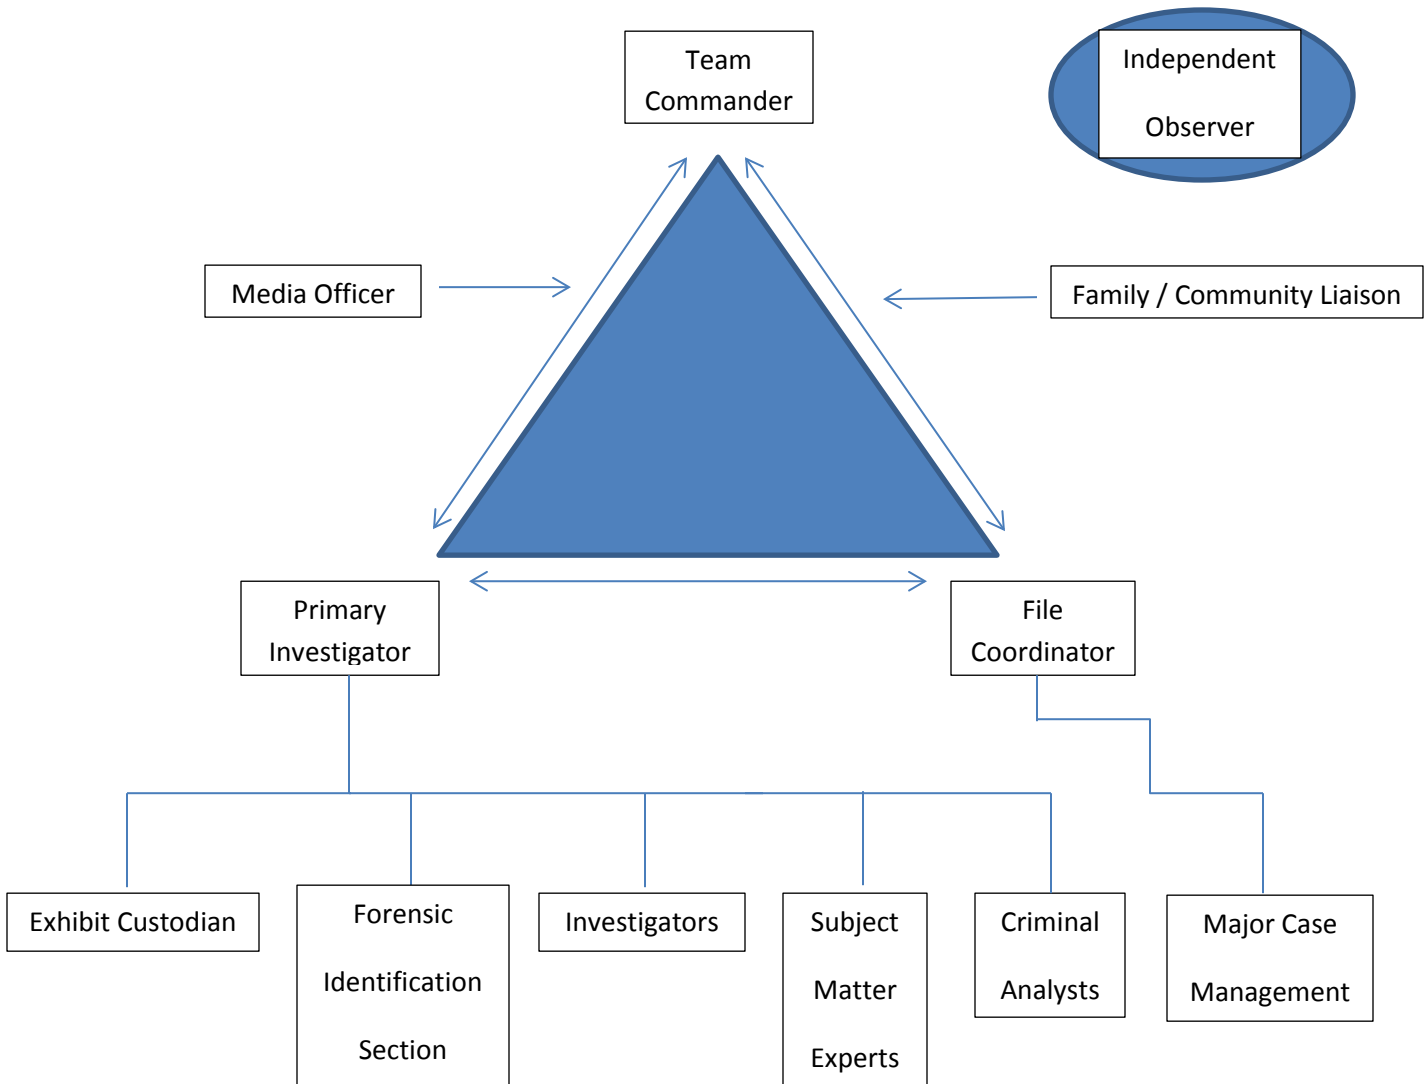 Team
Commander
Independent
Observer
Media Officer
Family / Community Liaison
Primary
Investigator
File
Coordinator
Exhibit Custodian
Forensic
Identification
Section
Investigators
Subject
Matter
Experts
Criminal
Analysts
Major Case
Management